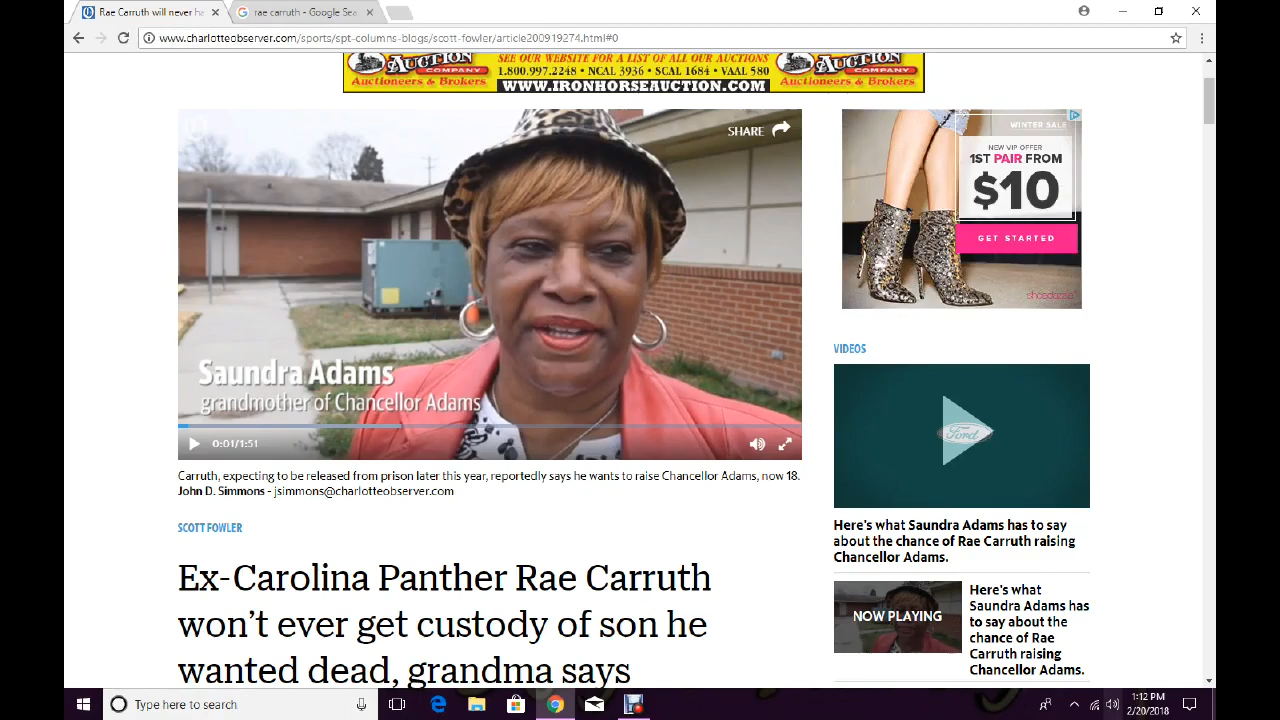 Rae Carruth will never ha
rae carruth - Google Sea
www.charlotteobserver.com/sports/spt-columns-blogs/scott-fowler/article200919274.html#0
AUCTION
COMPANY
Auctioneers & Brokers
SEE OUR WEBSITE FOR A LIST OF ALL OUR AUCTIONS
1.800.997.2248 • NCAL 3936 • SCAL 1684 • VAAL 580
WWW.IRONHORSEAUCTION.COM
AUCTION
COMPANY
Auctioneers & Brokers
SHARE
Saundra Adams
grandmother of Chancellor Adams
0:01/1:51
Carruth, expecting to be released from prison later this year, reportedly says he wants to raise Chancellor Adams, now 18.
John D. Simmons - jsimmons@charlotteobserver.com
SCOTT FOWLER
Ex-Carolina Panther Rae Carruth
won't ever get custody of son he
wanted dead, grandma says
WINTER SALE
NEW VIP OFFER
1ST PAIR FROM
$10
GET STARTED
shoedazzle
VIDEOS
Ford
Here's what Saundra Adams has to say
about the chance of Rae Carruth raising
Chancellor Adams.
NOW PLAYING
Here's what
Saundra Adams has
to say about the
chance of Rae
Carruth raising
Chancellor Adams.
Type here to search
1:12 PM
2/20/2018